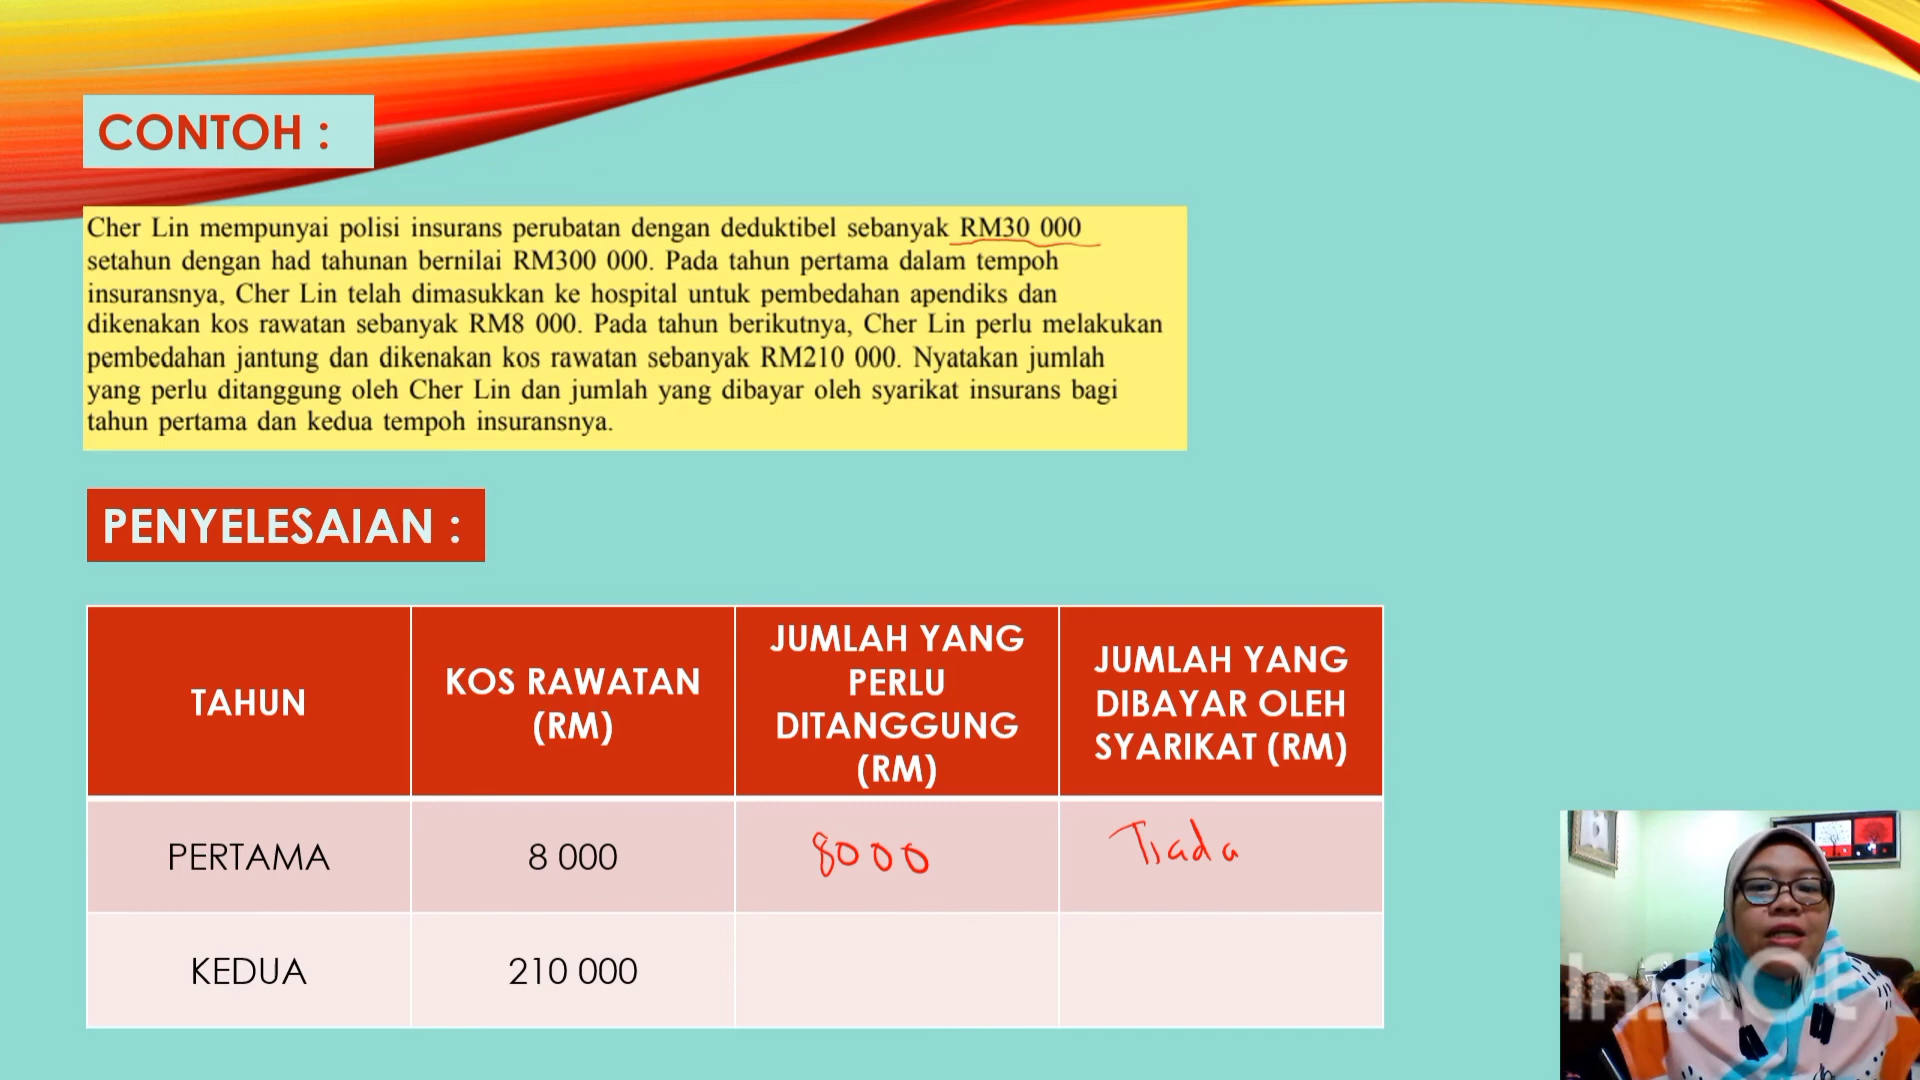 CONTOH :
Cher Lin mempunyai polisi insurans perubatan dengan deduktibel sebanyak RM30 000
setahun dengan had tahunan bernilai RM300 000. Pada tahun pertama dalam tempoh
insuransnya, Cher Lin telah dimasukkan ke hospital untuk pembedahan apendiks dan
dikenakan kos rawatan sebanyak RM8 000. Pada tahun berikutnya, Cher Lin perlu melakukan
pembedahan jantung dan dikenakan kos rawatan sebanyak RM210 000. Nyatakan jumlah
yang perlu ditanggung oleh Cher Lin dan jumlah yang dibayar oleh syarikat insurans bagi
tahun pertama dan kedua tempoh insuransnya.
PENYELESAIAN :
TAHUN
KOS RAWATAN
(RM)
JUMLAH YANG
PERLU
DITANGGUNG
(RM)
JUMLAH YANG
DIBAYAR OLEH
SYARIKAT (RM)
PERTAMA
8 000
8000
Tiada
KEDUA
210 000
InShOt